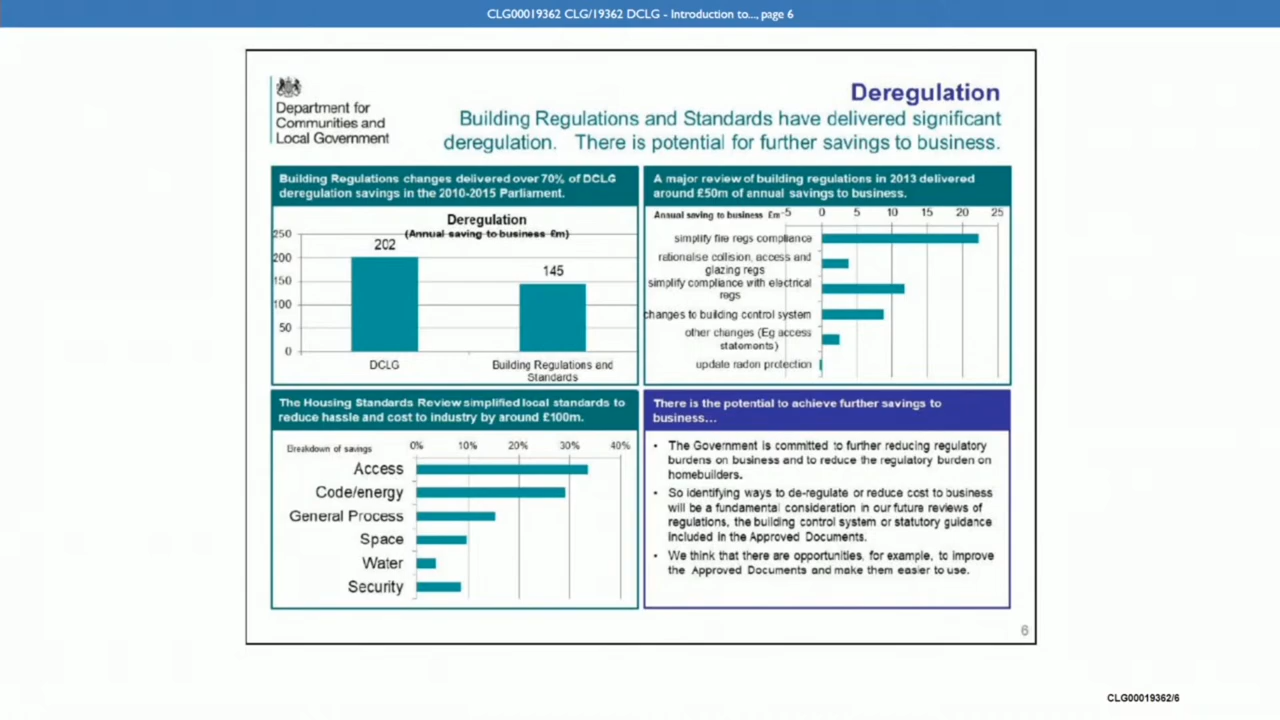 CLG00019362 CLG/19362 DCLG - Introduction to..., page 6
Department for
Communities and
Local Government
Deregulation
Building Regulations and Standards have delivered significant
deregulation. There is potential for further savings to business.
Building Regulations changes delivered over 70% of DCLG
deregulation savings in the 2010-2015 Parliament.
Deregulation
(Annual saving to business £m)
250
202
200
145
150
100
50
0
DCLG
Building Regulations and
Standards
A major review of building regulations in 2013 delivered
around £50m of annual savings to business.
Annual saving to business £m -5 0 5 10 15 20 25
simplify fire regs compliance
rationalise collision, access and
glazing regs
simplify compliance with electrical
regs
changes to building control system
other changes (Eg access
statements)
update radon protection
The Housing Standards Review simplified local standards to
reduce hassle and cost to industry by around £100m.
Breakdown of savings 0% 10% 20% 30% 40%
Access
Code/energy
General Process
Space
Water
Security
There is the potential to achieve further savings to
business...
• The Government is committed to further reducing regulatory
burdens on business and to reduce the regulatory burden on
homebuilders.
• So identifying ways to de-regulate or reduce cost to business
will be a fundamental consideration in our future reviews of
regulations, the building control system or statutory guidance
included in the Approved Documents.
• We think that there are opportunities, for example, to improve
the Approved Documents and make them easier to use.
6
CLG00019362/6